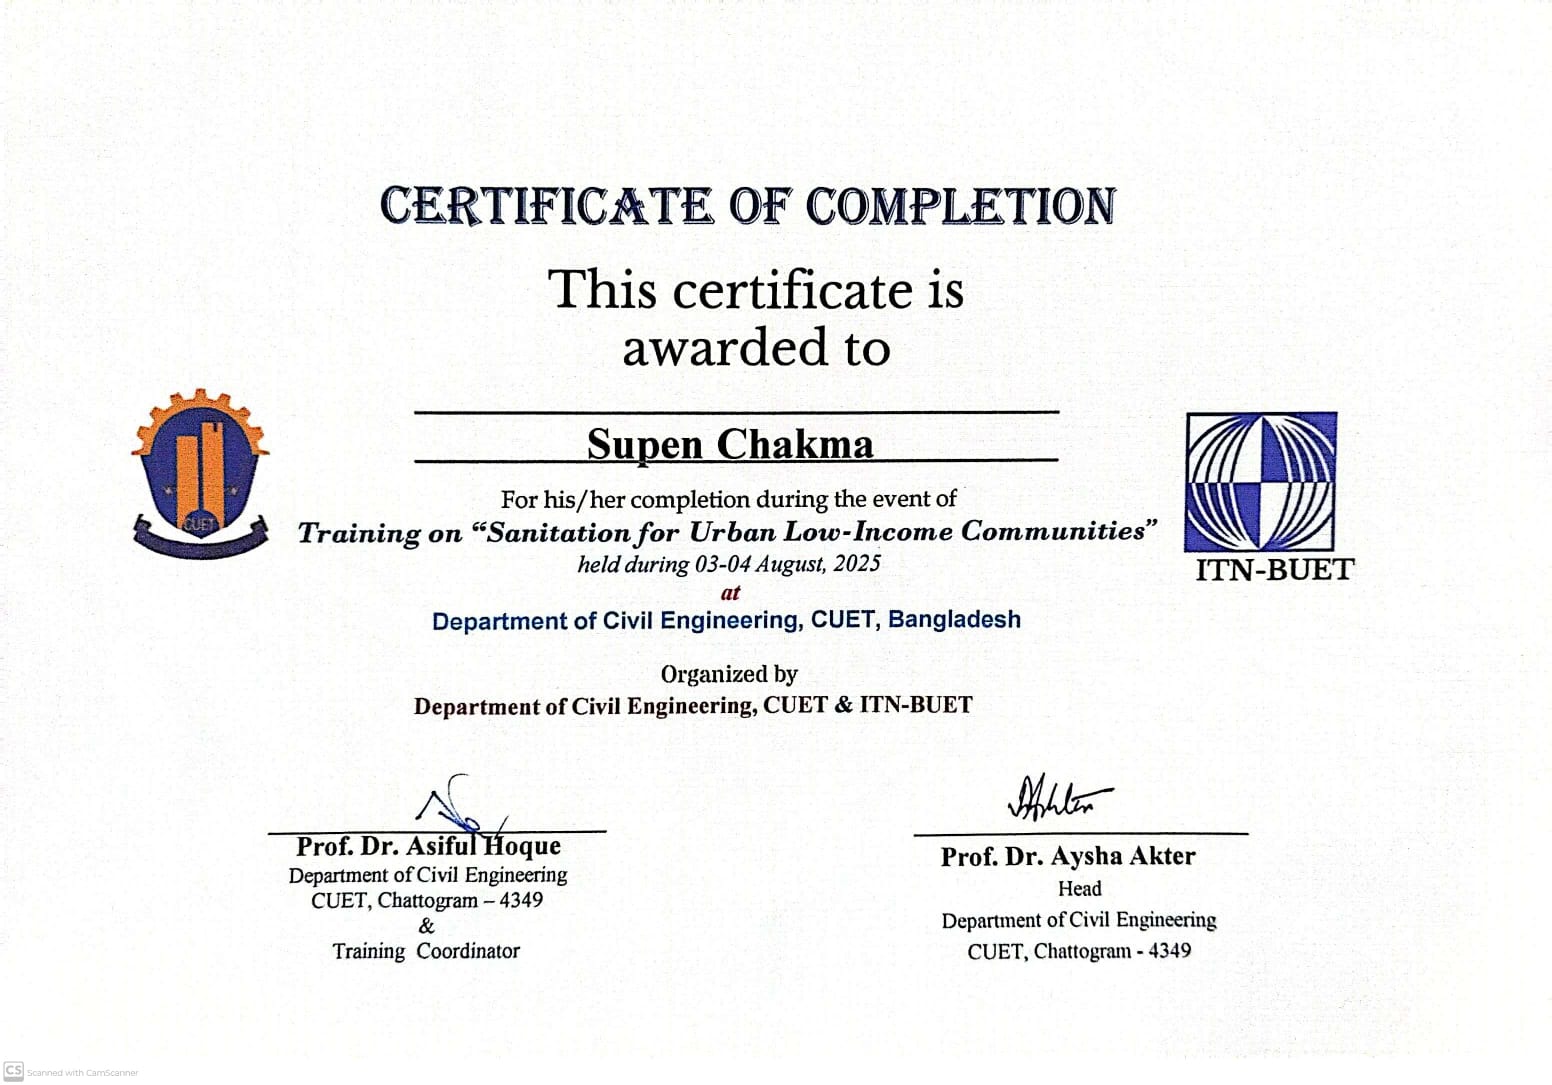 CERTIFICATE OF COMPLETION
This certificate is
awarded to
Supen Chakma
For his/her completion during the event of
Training on “Sanitation for Urban Low-Income Communities”
held during 03-04 August, 2025
at
Department of Civil Engineering, CUET, Bangladesh
Organized by
Department of Civil Engineering, CUET & ITN-BUET
CUET
ITN-BUET
Prof. Dr. Asiful Hoque
Department of Civil Engineering
CUET, Chattogram – 4349
&
Training Coordinator
Prof. Dr. Aysha Akter
Head
Department of Civil Engineering
CUET, Chattogram - 4349
CS Scanned with CamScanner